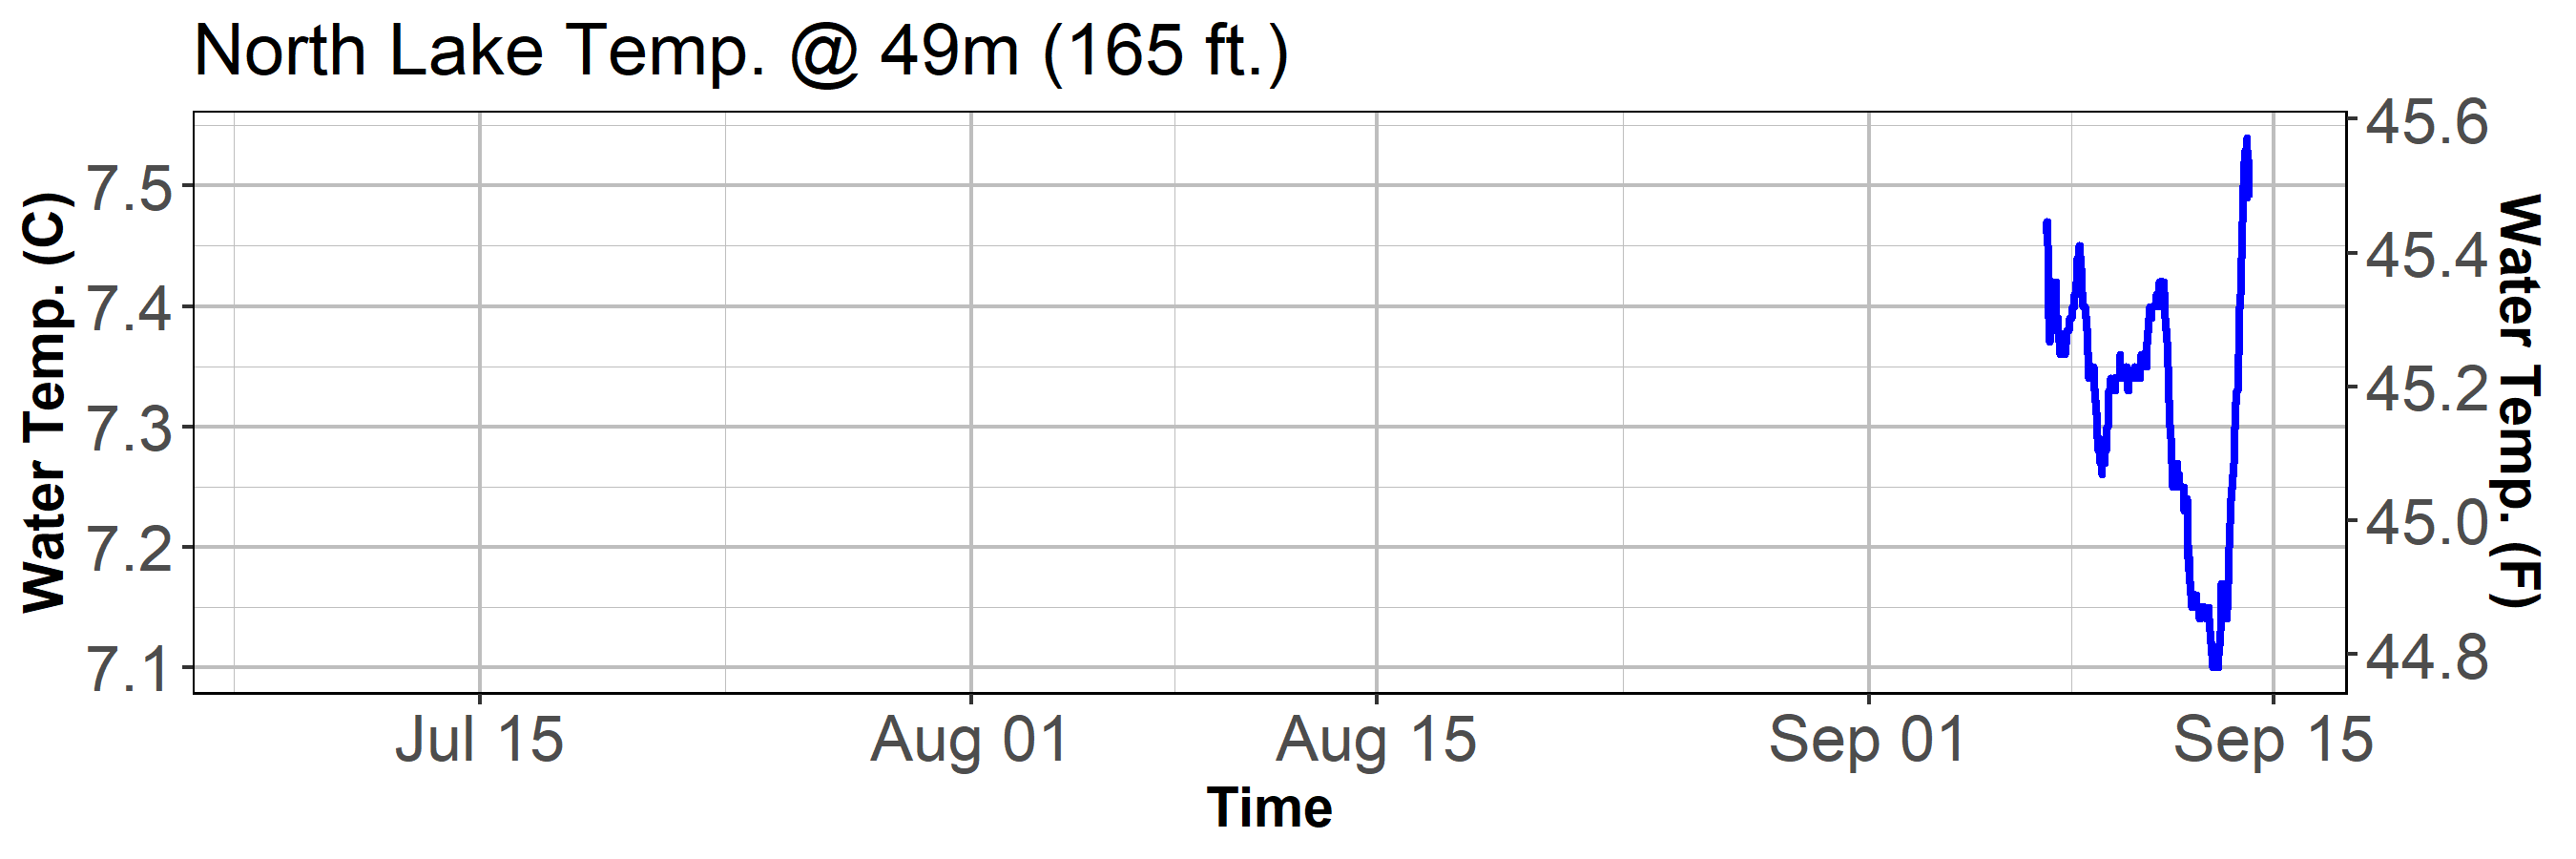 North Lake Temp. @ 49m (165 ft.)
Water Temp. (C)
7.5
7.4
7.3
7.2
7.1
45.6
45.4
45.2
45.0
44.8
Water Temp. (F)
Jul 15 Aug 01 Aug 15 Sep 01 Sep 15
Time